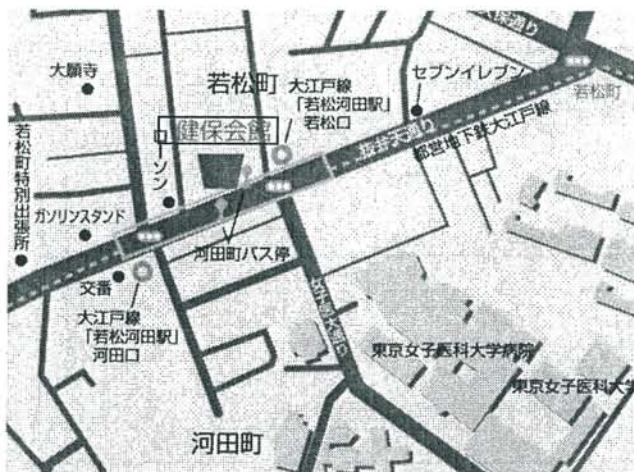 大願寺
若松町
大江戸線
「若松河田駅」
若松口
セブンイレブン
若松町
健保会館
都営地下鉄大江戸線
若松町特別出張所
ローソン
ガソリンスタンド
河田町バス停
交番
大江戸線
「若松河田駅」
河田口
東京女子医科大学病院
東京女子医科大学
河田町